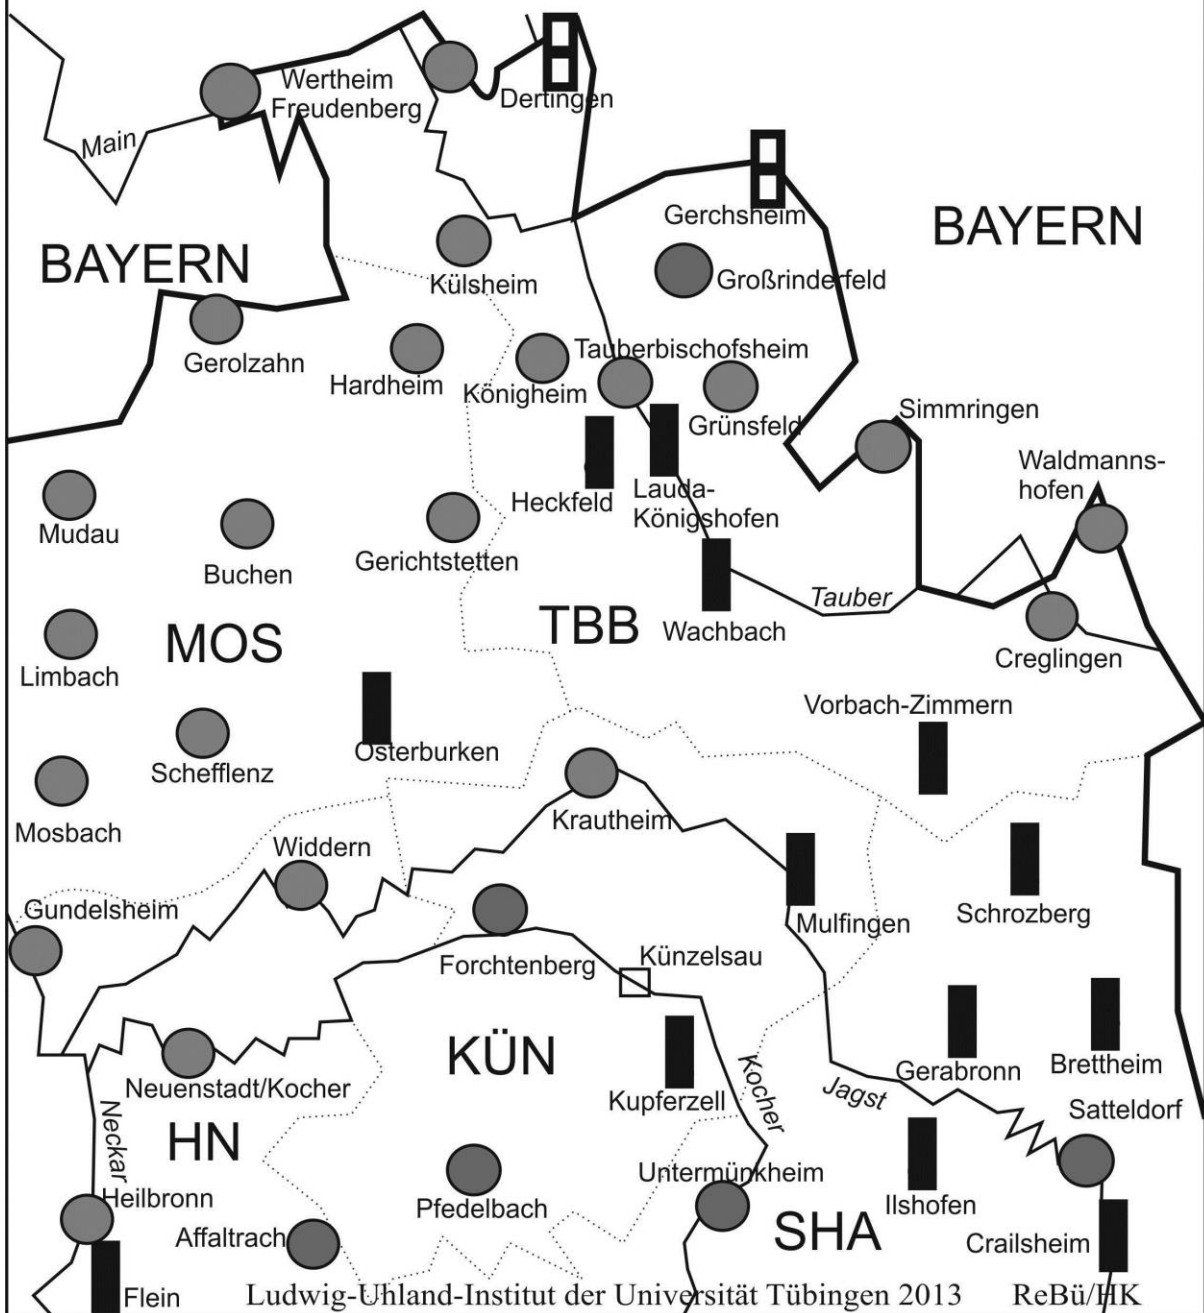 Wertheim
Freudenberg
Dertingen
Main
Gerchsheim
BAYERN
BAYERN
Külsheim
Großrinderfeld
Gerolzahn
Hardheim
Tauberbischofsheim
Königheim
Grünsfeld
Simmringen
Waldmanns-
hofen
Heckfeld
Lauda-
Königshofen
Mudau
Buchen
Gerichtstetten
MOS
TBB
Tauber
Wachbach
Limbach
Creglingen
Vorbach-Zimmern
Osterburken
Schefflenz
Mosbach
Krautheim
Widdern
Gundelsheim
Mulfingen
Schrozberg
Forchtenberg
Künzelsau
KÜN
Neuenstadt/Kocher
Kupferzell
Kocher
Jagst
Gerabronn
Brettheim
Satteldorf
Neckar
HN
Heilbronn
Pfedelbach
Untermünkheim
Ilshofen
Affaltrach
SHA
Crailsheim
Flein
Ludwig-Uhland-Institut der Universität Tübingen 2013
ReBü/HK